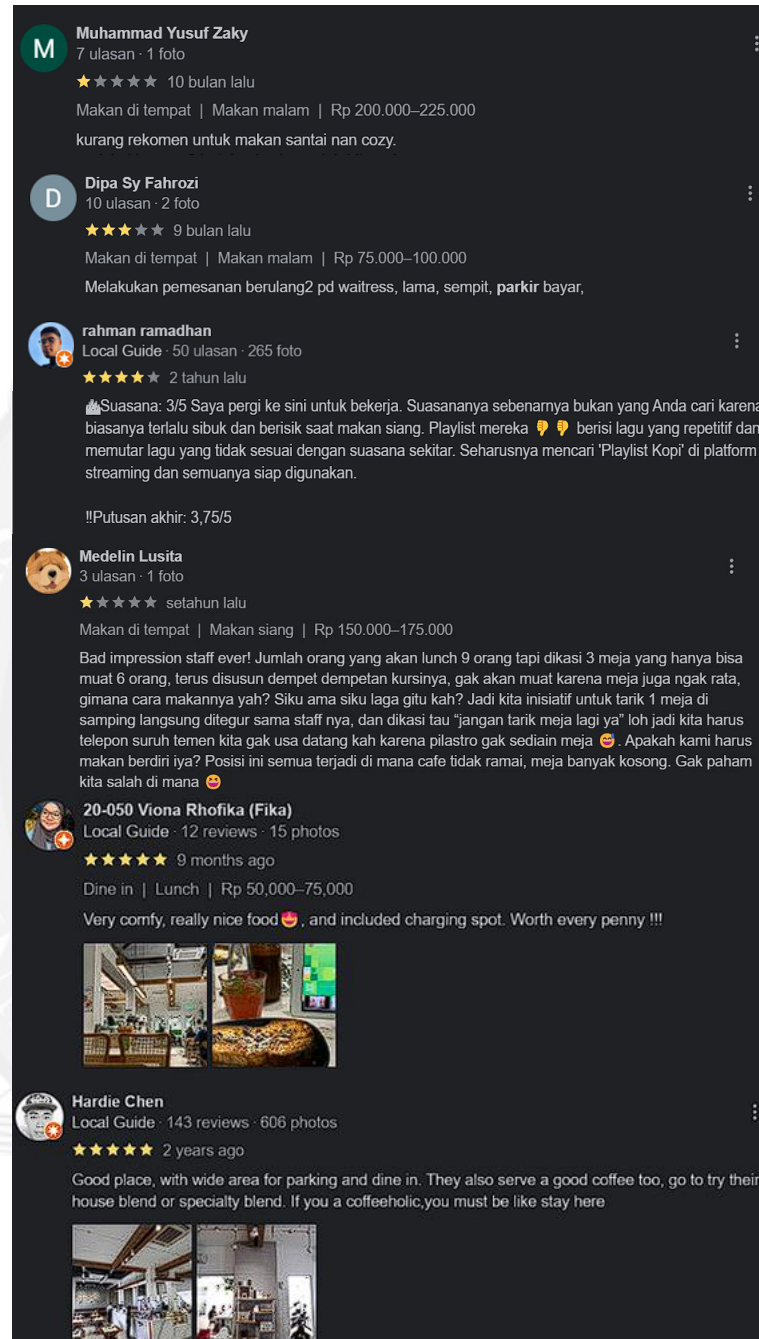 M
Muhammad Yusuf Zaky
7 ulasan · 1 foto
10 bulan lalu
Makan di tempat | Makan malam | Rp 200.000–225.000
kurang rekomen untuk makan santai nan cozy.
D
Dipa Sy Fahrozi
10 ulasan · 2 foto
9 bulan lalu
Makan di tempat | Makan malam | Rp 75.000–100.000
Melakukan pemesanan berulang2 pd waitress, lama, sempit, parkir bayar,
rahman ramadhan
Local Guide · 50 ulasan · 265 foto
2 tahun lalu
Suasana: 3/5 Saya pergi ke sini untuk bekerja. Suasananya sebenarnya bukan yang Anda cari karena
biasanya terlalu sibuk dan berisik saat makan siang. Playlist mereka 👎👎 berisi lagu yang repetitif dan
memutar lagu yang tidak sesuai dengan suasana sekitar. Seharusnya mencari 'Playlist Kopi' di platform
streaming dan semuanya siap digunakan.
‼Putusan akhir: 3,75/5
Medelin Lusita
3 ulasan · 1 foto
setahun lalu
Makan di tempat | Makan siang | Rp 150.000–175.000
Bad impression staff ever! Jumlah orang yang akan lunch 9 orang tapi dikasi 3 meja yang hanya bisa
muat 6 orang, terus disusun dempet dempetan kursinya, gak akan muat karena meja juga ngak rata,
gimana cara makannya yah? Siku ama siku laga gitu kah? Jadi kita inisiatif untuk tarik 1 meja di
samping langsung ditegur sama staff nya, dan dikasi tau “jangan tarik meja lagi ya” loh jadi kita harus
telepon suruh temen kita gak usa datang kah karena pilastro gak sediain meja 😅. Apakah kami harus
makan berdiri iya? Posisi ini semua terjadi di mana cafe tidak ramai, meja banyak kosong. Gak paham
kita salah di mana 😆
20-050 Viona Rhofika (Fika)
Local Guide · 12 reviews · 15 photos
9 months ago
Dine in | Lunch | Rp 50,000–75,000
Very comfy, really nice food🤩, and included charging spot. Worth every penny !!!
Hardie Chen
Local Guide · 143 reviews · 606 photos
2 years ago
Good place, with wide area for parking and dine in. They also serve a good coffee too, go to try their
house blend or specialty blend. If you a coffeeholic,you must be like stay here